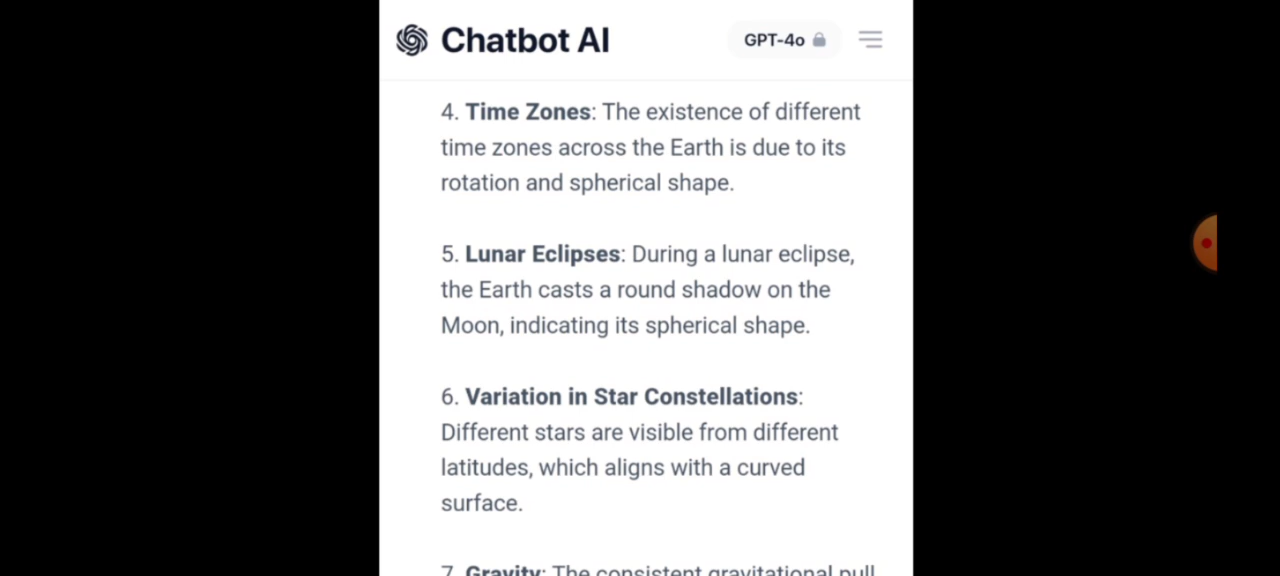 Chatbot AI
GPT-4o
4. Time Zones: The existence of different
time zones across the Earth is due to its
rotation and spherical shape.
5. Lunar Eclipses: During a lunar eclipse,
the Earth casts a round shadow on the
Moon, indicating its spherical shape.
6. Variation in Star Constellations:
Different stars are visible from different
latitudes, which aligns with a curved
surface.
7. Gravity: The consistent gravitational pull